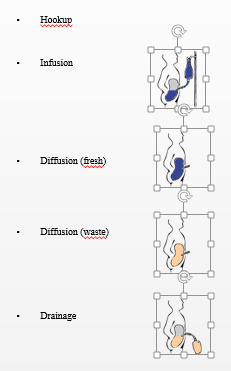 • Hookup
• Infusion
• Diffusion (fresh)
• Diffusion (waste)
• Drainage